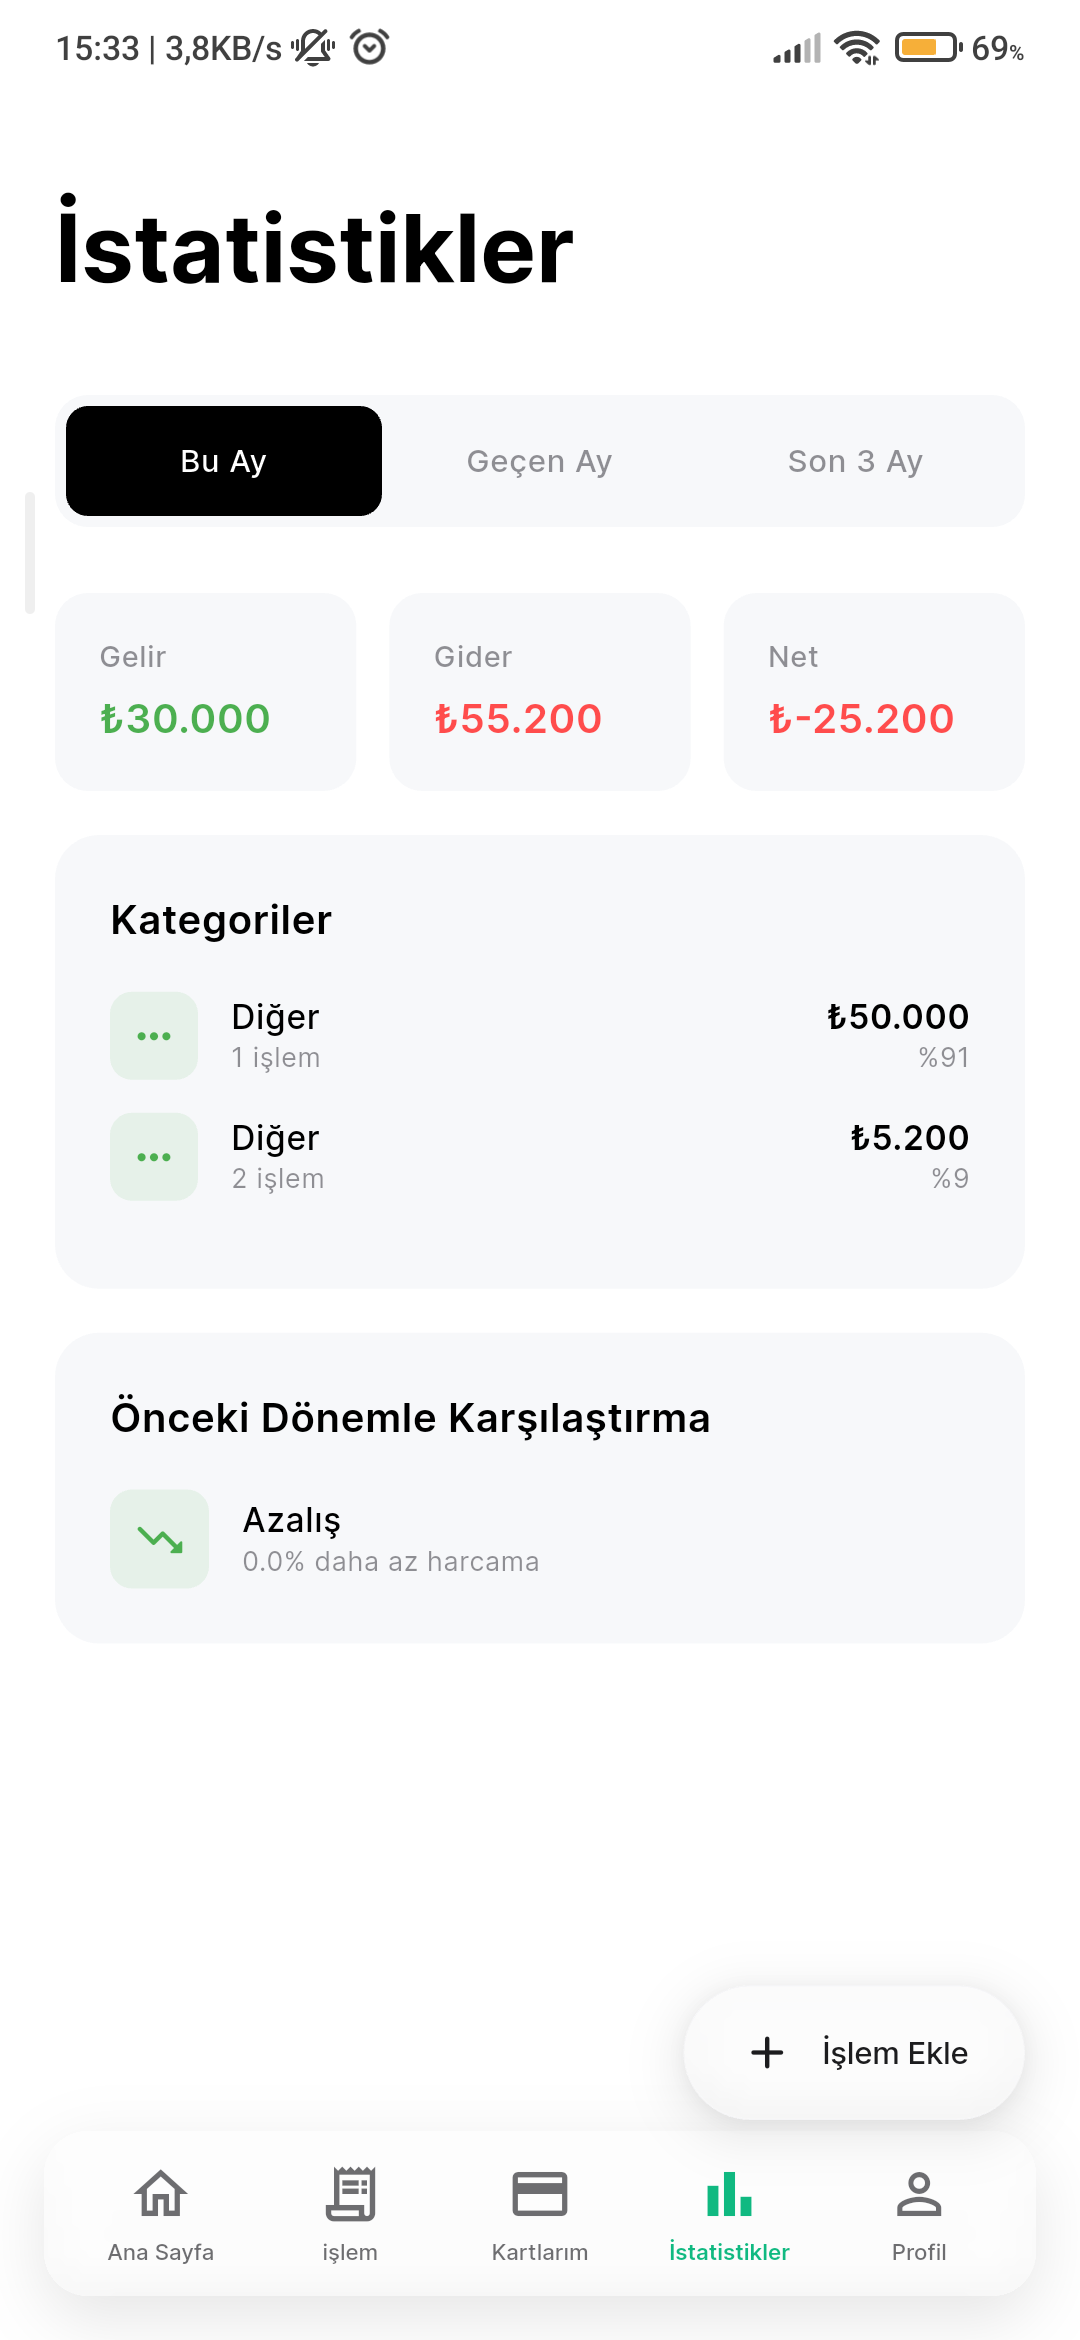 15:33 | 3,8KB/s 69%
İstatistikler
Bu Ay Geçen Ay Son 3 Ay
Gelir Gider Net
₺30.000 ₺55.200 ₺-25.200
Kategoriler
Diğer ₺50.000
1 işlem %91
Diğer ₺5.200
2 işlem %9
Önceki Dönemle Karşılaştırma
Azalış
0.0% daha az harcama
İşlem Ekle
Ana Sayfa işlem Kartlarım İstatistikler Profil